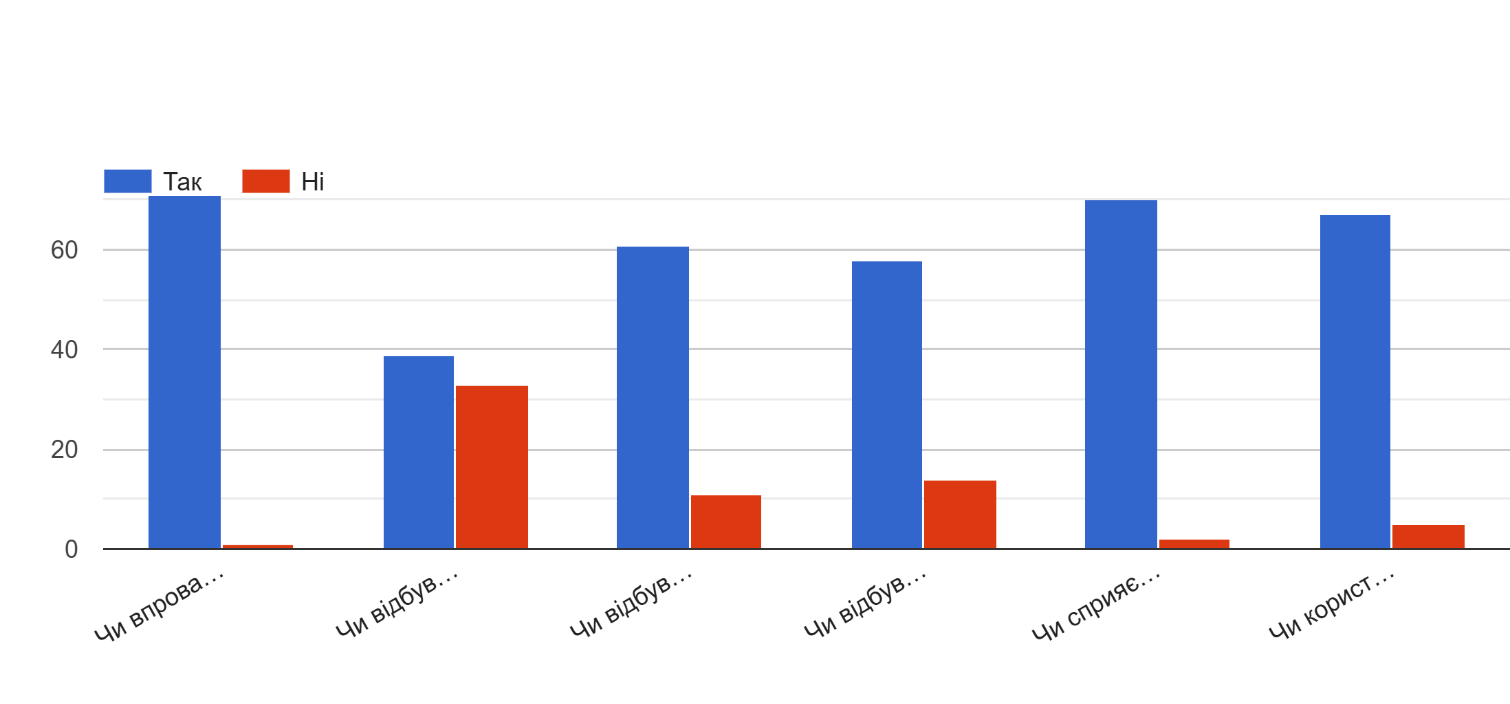 Так
Ні
60
40
20
0
Чи впрова…
Чи відбув…
Чи відбув…
Чи відбув…
Чи сприяє…
Чи корист…